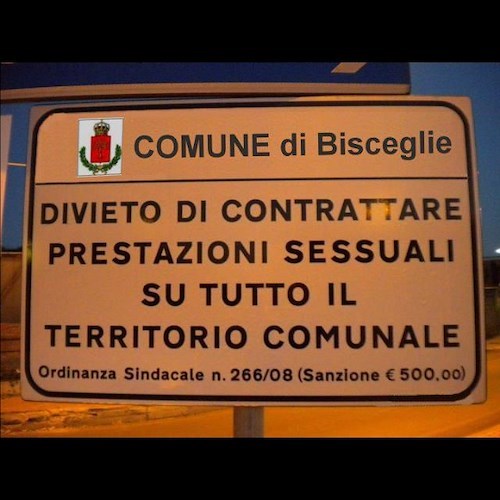 COMUNE di Bisceglie
DIVIETO DI CONTRATTARE
PRESTAZIONI SESSUALI
SU TUTTO IL
TERRITORIO COMUNALE
Ordinanza Sindacale n. 266/08 (Sanzione € 500,00)